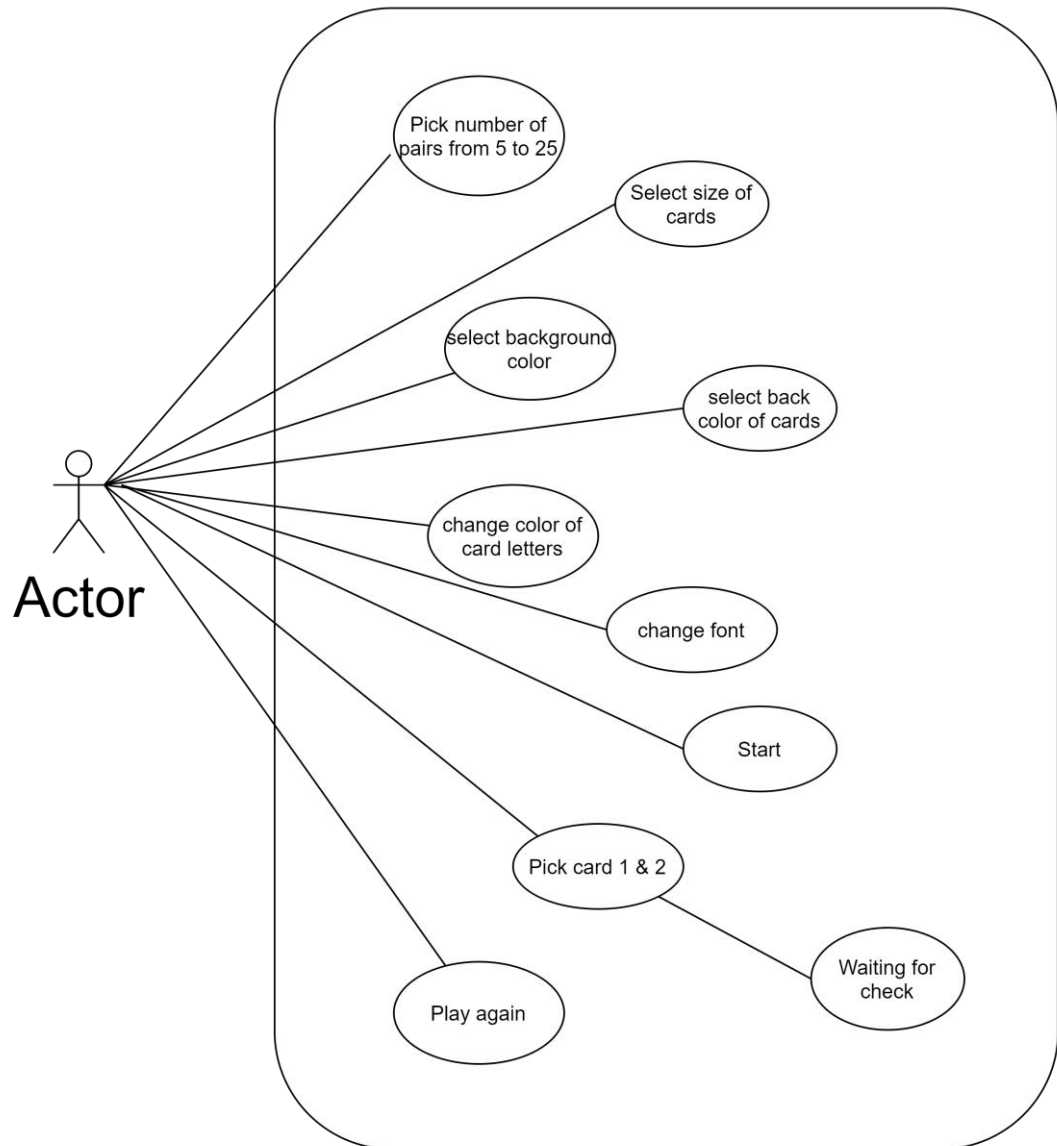 Pick number of
pairs from 5 to 25
Select size of
cards
select background
color
select back
color of cards
change color of
card letters
Actor
change font
Start
Pick card 1 & 2
Waiting for
check
Play again